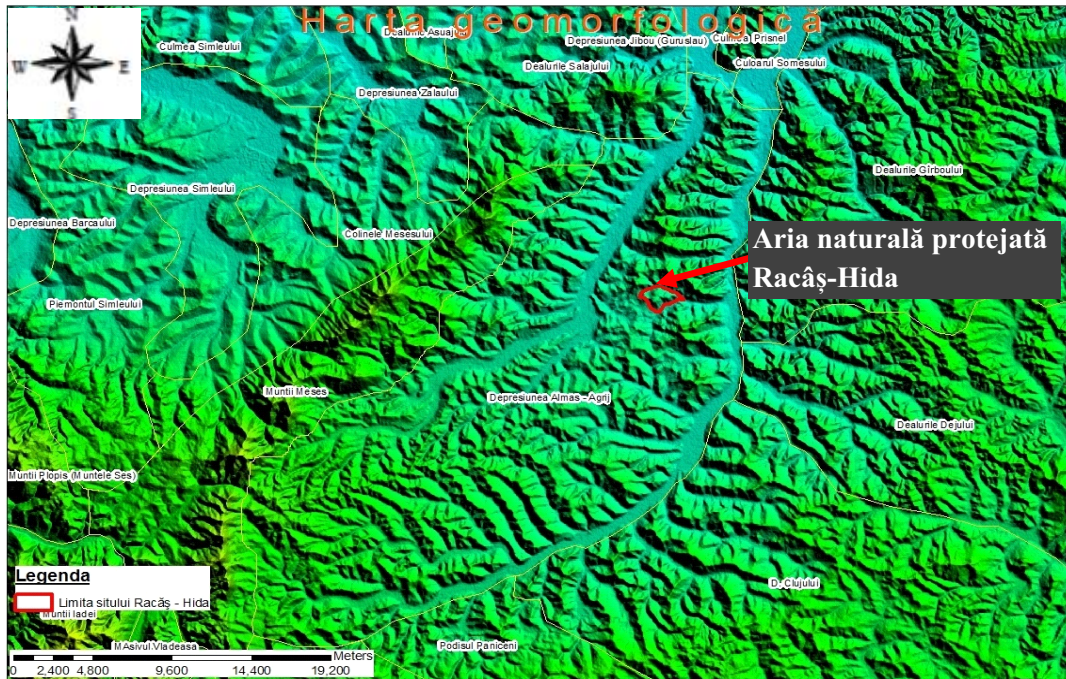 Harta geomorfologică
N
W E
S
Culmea Simleului
Dealurile Asuajului
Depresiunea Jibou (Guruslau)
Culmea Prisnel
Dealurile Salajului
Culoarul Somesului
Depresiunea Zalaului
Dealurile Gîrboului
Depresiunea Simleului
Depresiunea Barcaului
Colinele Mesesului
Aria naturală protejată
Racâș-Hida
Piemontul Simleului
Muntii Meses
Depresiunea Almas - Agrij
Dealurile Dejului
Muntii Plopis (Muntele Ses)
Legenda
Limita sitului Racăș - Hida
D. Clujului
Muntii Iadei
MAsivul Vladeasa
Podisul Paniceni
Meters
0 2,400 4,800 9,600 14,400 19,200